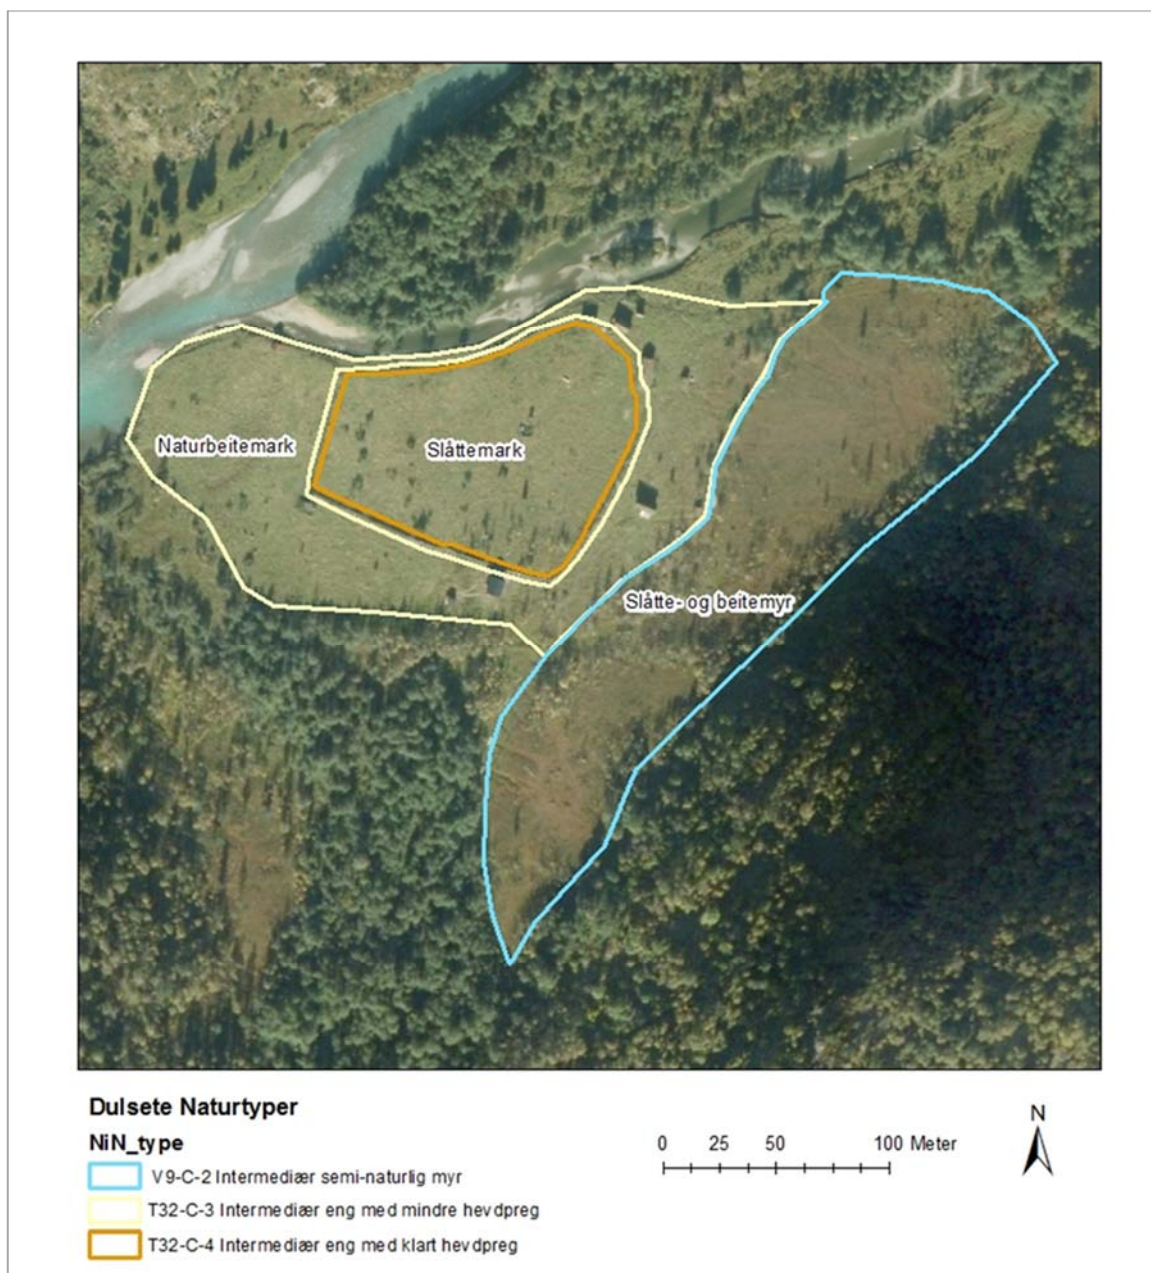 Naturbeitemark
Slåttemark
Slåtte- og beitemyr
Dulsete Naturtyper
NiN_type
V9-C-2 Intermediær semi-naturlig myr
T32-C-3 Intermediær eng med mindre hevdpreg
T32-C-4 Intermediær eng med klart hevdpreg
0 25 50 100 Meter
N